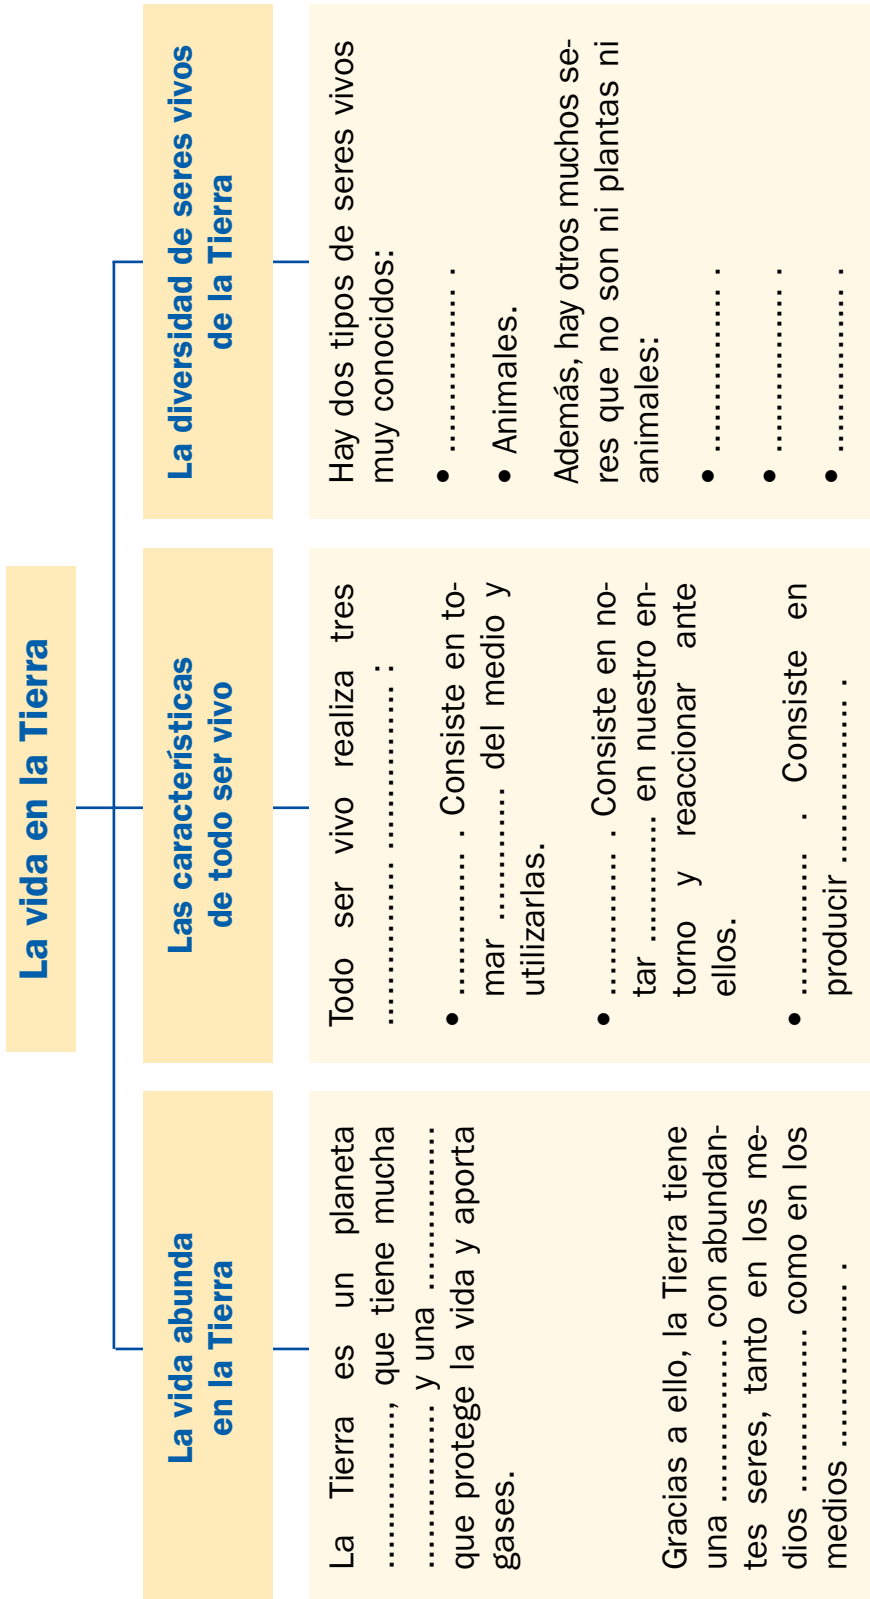 La vida en la Tierra
La vida abunda
en la Tierra
La Tierra es un planeta
..............., que tiene mucha
................. y una .................
que protege la vida y aporta
gases.
Gracias a ello, la Tierra tiene
una ................. con abundan-
tes seres, tanto en los me-
dios ................. como en los
medios ................. .
Las características
de todo ser vivo
Todo ser vivo realiza tres
................. ................. :
• ............... . Consiste en to-
mar ............... del medio y
utilizarlas.
• ............... . Consiste en no-
tar ............... en nuestro en-
torno y reaccionar ante
ellos.
• ............... . Consiste en
producir ................. .
La diversidad de seres vivos
de la Tierra
Hay dos tipos de seres vivos
muy conocidos:
• ................. .
• Animales.
Además, hay otros muchos se-
res que no son ni plantas ni
animales:
• ................. .
• ................. .
• ................. .